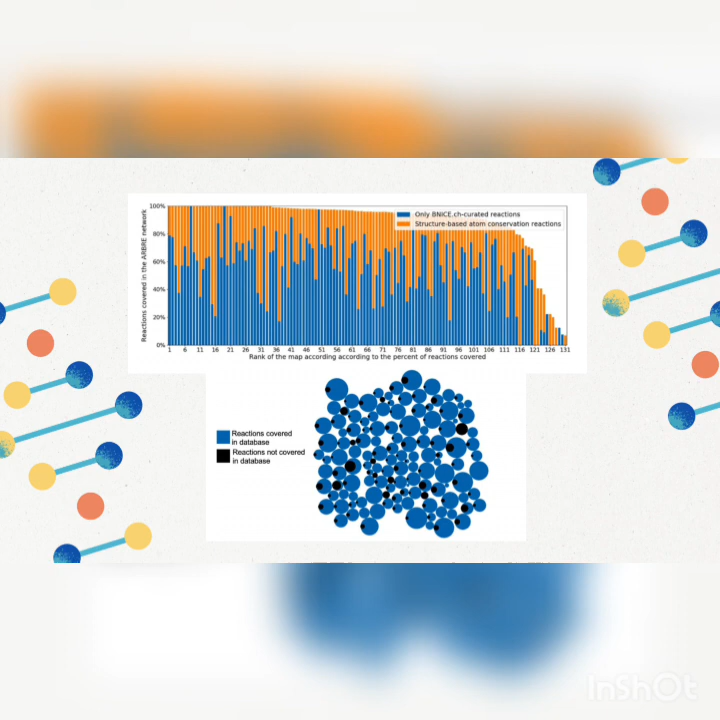 Reactions covered in the ARBRE network
100%
80%
60%
40%
20%
0%
Only BNICE.ch-curated reactions
Structure-based atom conservation reactions
1 6 11 16 21 26 31 36 41 46 51 56 61 66 71 76 81 86 91 96 101 106 111 116 121 126 131
Rank of the map according according to the percent of reactions covered
Reactions covered
in database
Reactions not covered
in database
InShOt